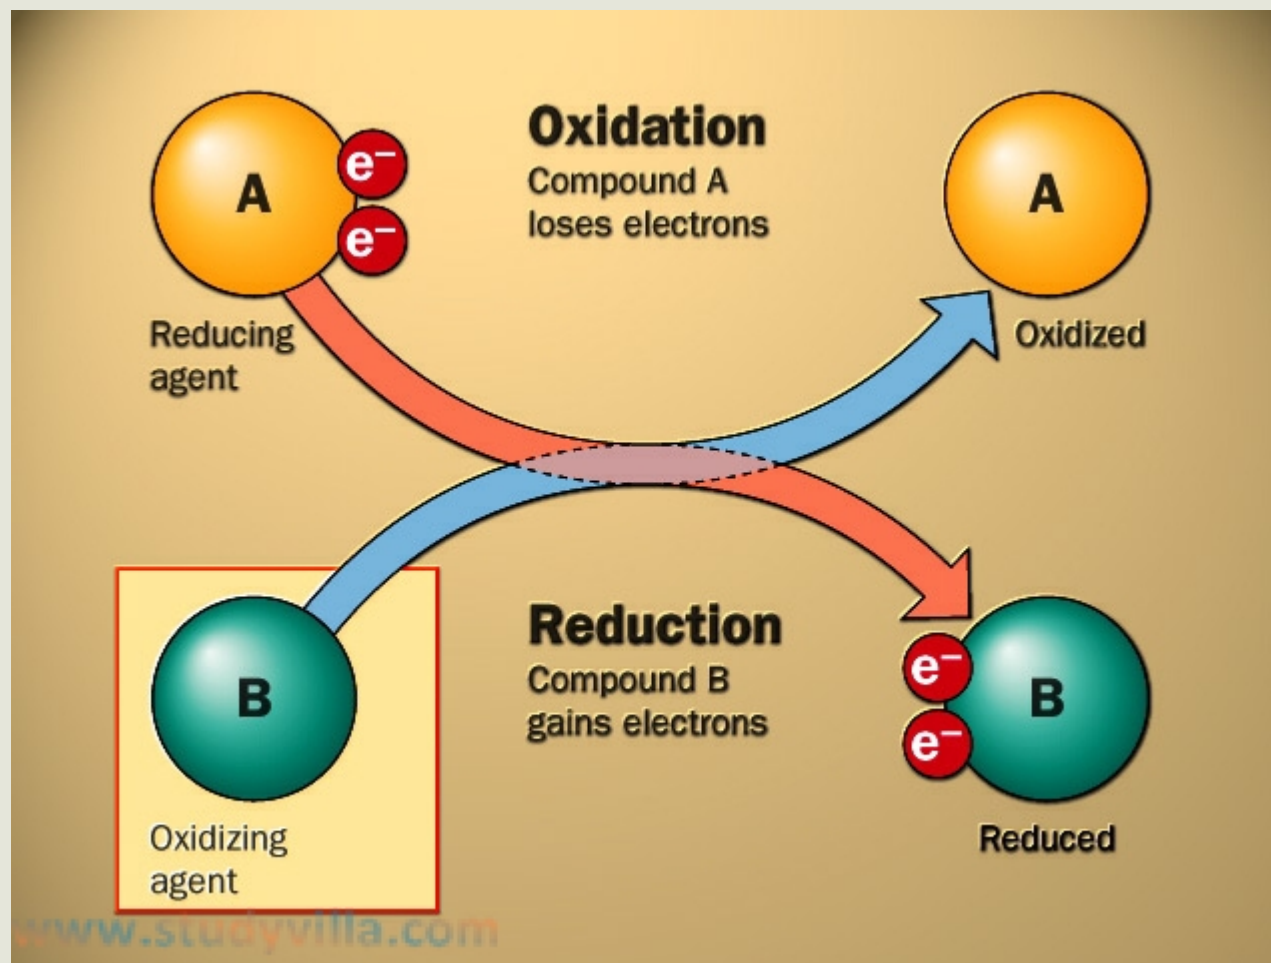 A
e−
e−
Oxidation
Compound A
loses electrons
A
Reducing
agent
Oxidized
B
Oxidizing
agent
Reduction
Compound B
gains electrons
e−
e−
B
Reduced
www.studyvilla.com